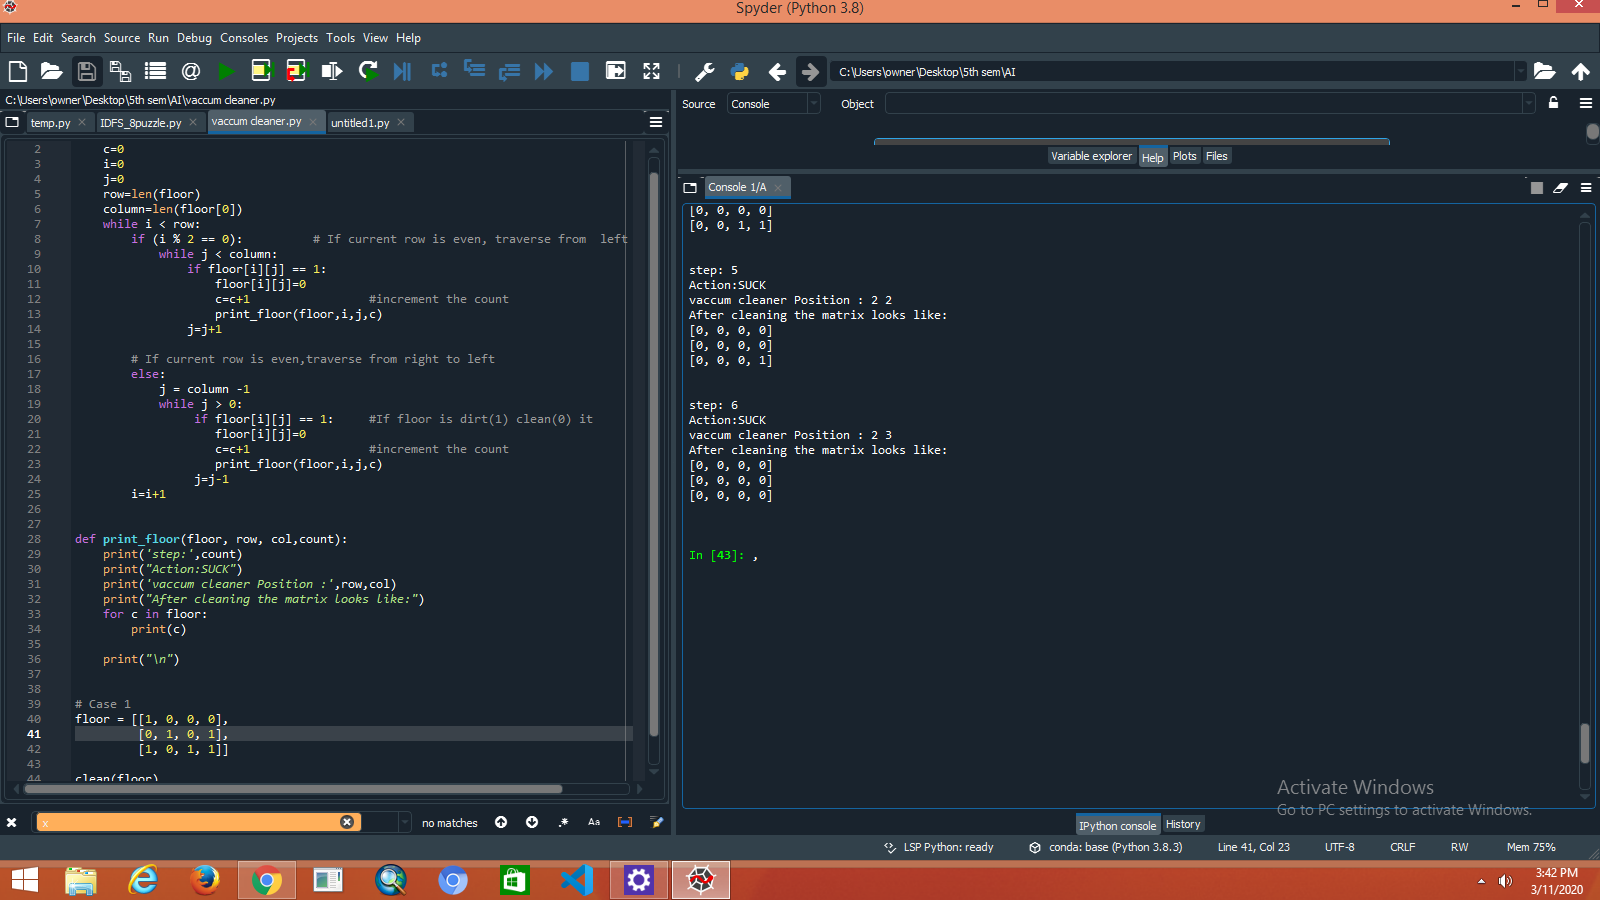 Spyder (Python 3.8)
File Edit Search Source Run Debug Consoles Projects Tools View Help
C:\Users\owner\Desktop\5th sem\AI
C:\Users\owner\Desktop\5th sem\AI\vaccum cleaner.py
temp.py IDFS_8puzzle.py vaccum cleaner.py untitled1.py
2 c=0
3 i=0
4 j=0
5 row=len(floor)
6 column=len(floor[0])
7 while i < row:
8 if (i % 2 == 0): # If current row is even, traverse from left
9 while j < column:
10 if floor[i][j] == 1:
11 floor[i][j]=0
12 c=c+1 #increment the count
13 print_floor(floor,i,j,c)
14 j=j+1
15
16 # If current row is even,traverse from right to left
17 else:
18 j = column -1
19 while j > 0:
20 if floor[i][j] == 1: #If floor is dirt(1) clean(0) it
21 floor[i][j]=0
22 c=c+1 #increment the count
23 print_floor(floor,i,j,c)
24 j=j-1
25 i=i+1
26
27
28 def print_floor(floor, row, col,count):
29 print('step:',count)
30 print("Action:SUCK")
31 print('vaccum cleaner Position :',row,col)
32 print("After cleaning the matrix looks like:")
33 for c in floor:
34 print(c)
35
36 print("\n")
37
38
39 # Case 1
40 floor = [[1, 0, 0, 0],
41 [0, 1, 0, 1],
42 [1, 0, 1, 1]]
43
44 clean(floor)
x
no matches
Aa
Source Console Object
Variable explorer Help Plots Files
Console 1/A
[0, 0, 0, 0]
[0, 0, 1, 1]
step: 5
Action:SUCK
vaccum cleaner Position : 2 2
After cleaning the matrix looks like:
[0, 0, 0, 0]
[0, 0, 0, 0]
[0, 0, 0, 1]
step: 6
Action:SUCK
vaccum cleaner Position : 2 3
After cleaning the matrix looks like:
[0, 0, 0, 0]
[0, 0, 0, 0]
[0, 0, 0, 0]
In [43]: ,
Activate Windows
Go to PC settings to activate Windows.
IPython console History
LSP Python: ready conda: base (Python 3.8.3) Line 41, Col 23 UTF-8 CRLF RW Mem 75%
3:42 PM
3/11/2020